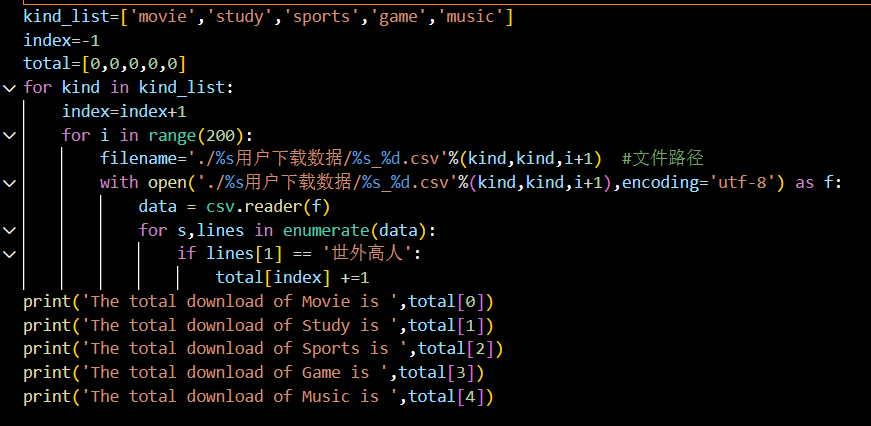 kind_list=['movie','study','sports','game','music']
index=-1
total=[0,0,0,0,0]
for kind in kind_list:
    index=index+1
    for i in range(200):
        filename='./%s用户下载数据/%s_%d.csv'%(kind,kind,i+1)  #文件路径
        with open('./%s用户下载数据/%s_%d.csv'%(kind,kind,i+1),encoding='utf-8') as f:
            data = csv.reader(f)
            for s,lines in enumerate(data):
                if lines[1] == '世外高人':
                    total[index] +=1
print('The total download of Movie is ',total[0])
print('The total download of Study is ',total[1])
print('The total download of Sports is ',total[2])
print('The total download of Game is ',total[3])
print('The total download of Music is ',total[4])